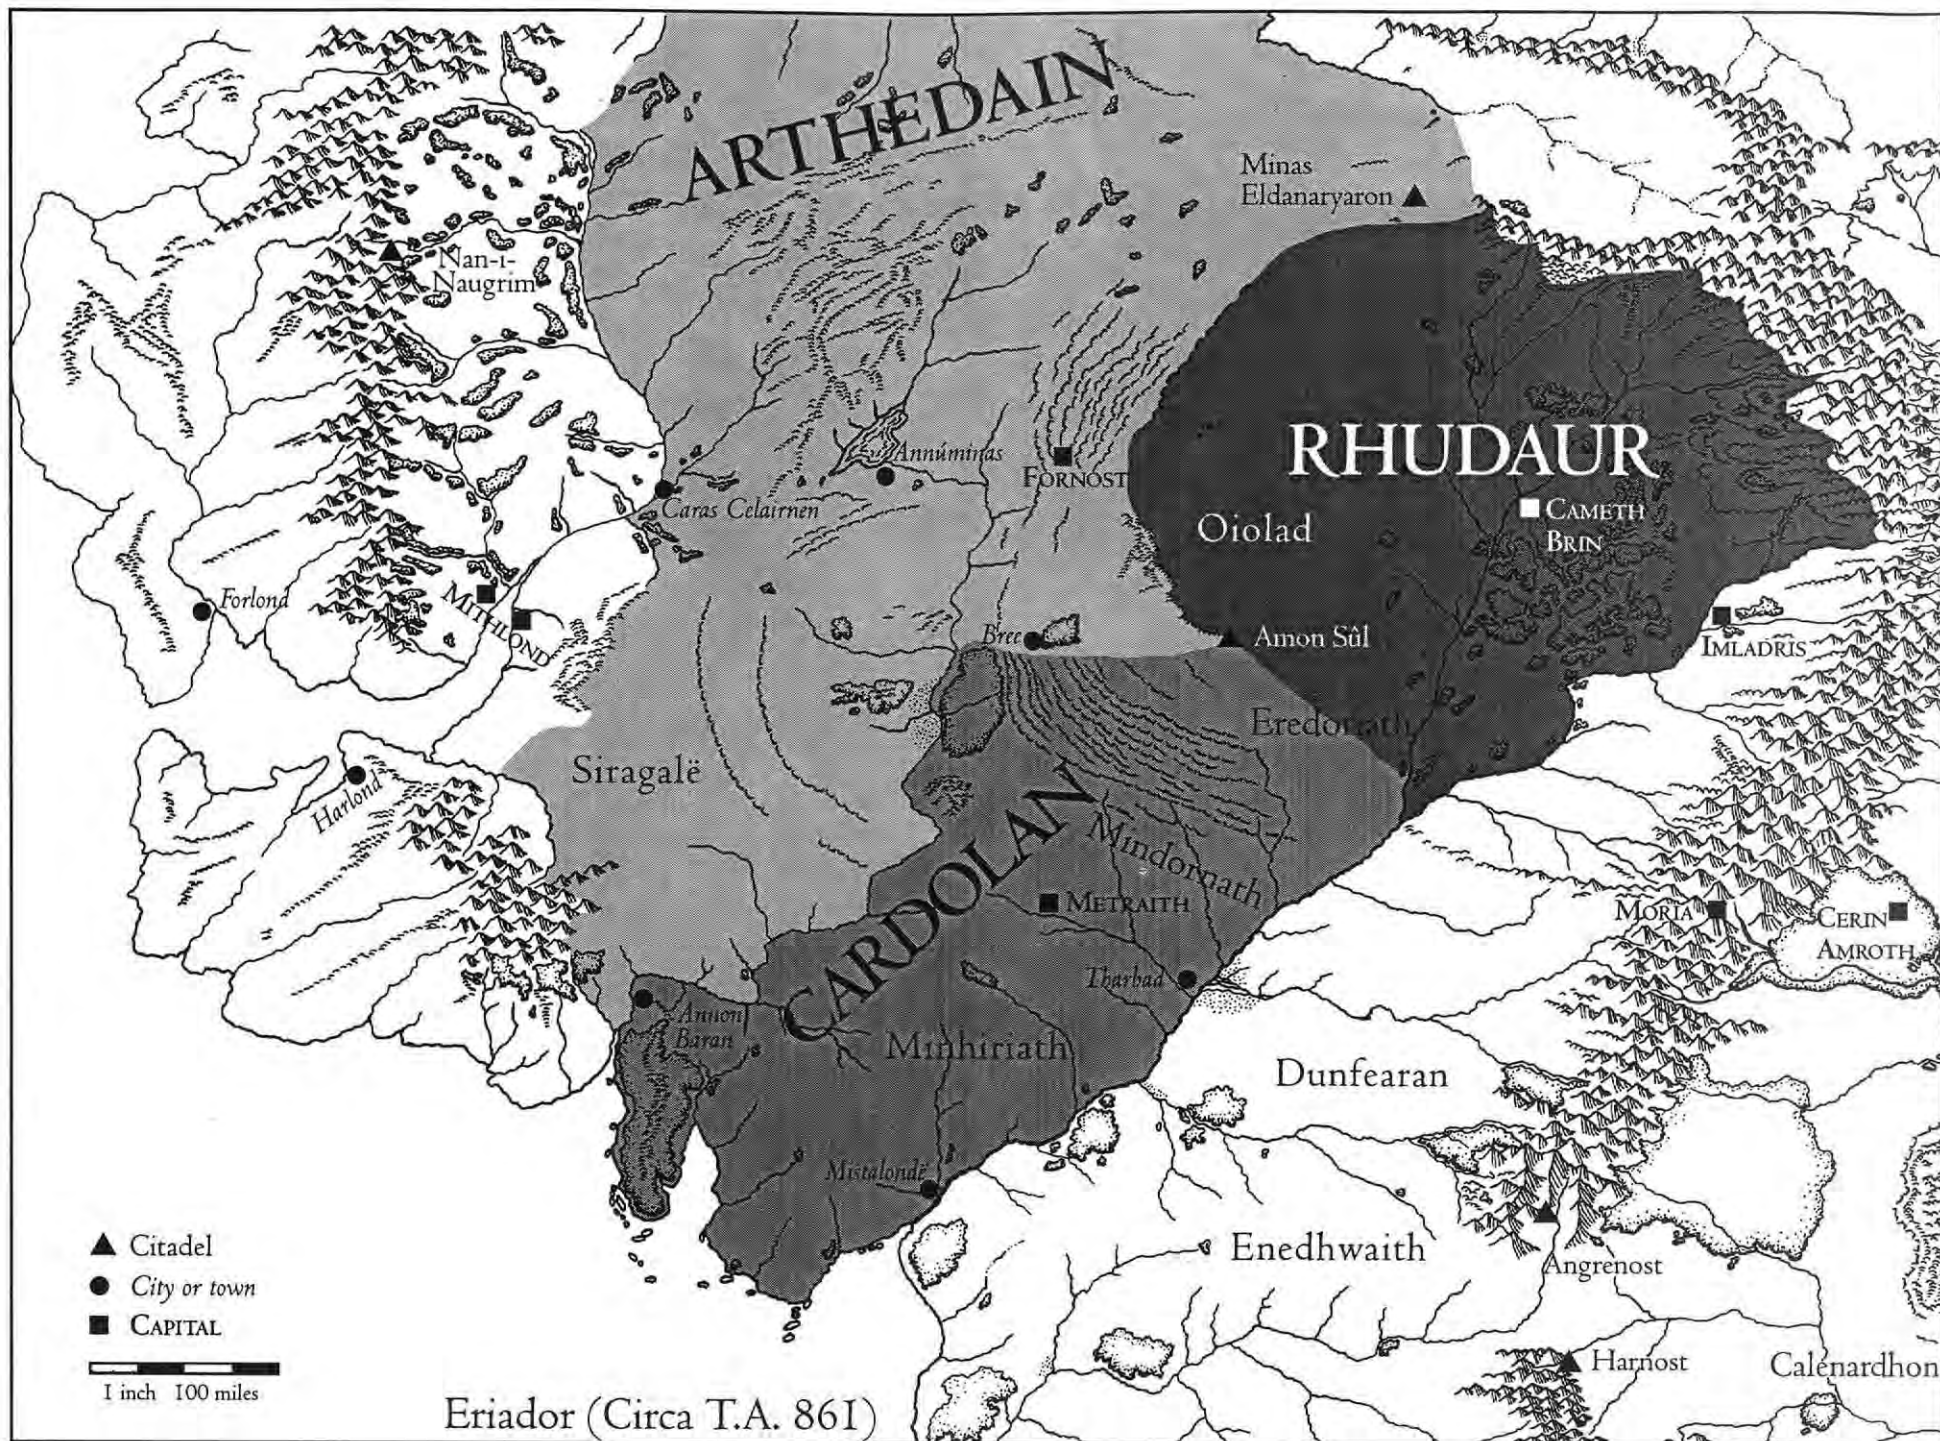 ARTHEDAIN
Minas
Eldanaryaron
Nan-i-
Naugrim
RHUDAUR
Annúminas
FORNOST
Caras Celairnen
CAMETH
BRIN
Oiolad
Forlond
MITHLOND
Bree
Amon Sûl
IMLADRIS
Eredorrath
Siragalë
Harlond
CARDOLAN
Mindornath
METRAITH
MORIA
CERIN
AMROTH
Tharbad
Annon
Baran
Minhiriath
Dunfearan
Mistalondë
Enedhwaith
Angrenost
Citadel
City or town
CAPITAL
1 inch 100 miles
Harnost
Calenardhon
Eriador (Circa T.A. 861)